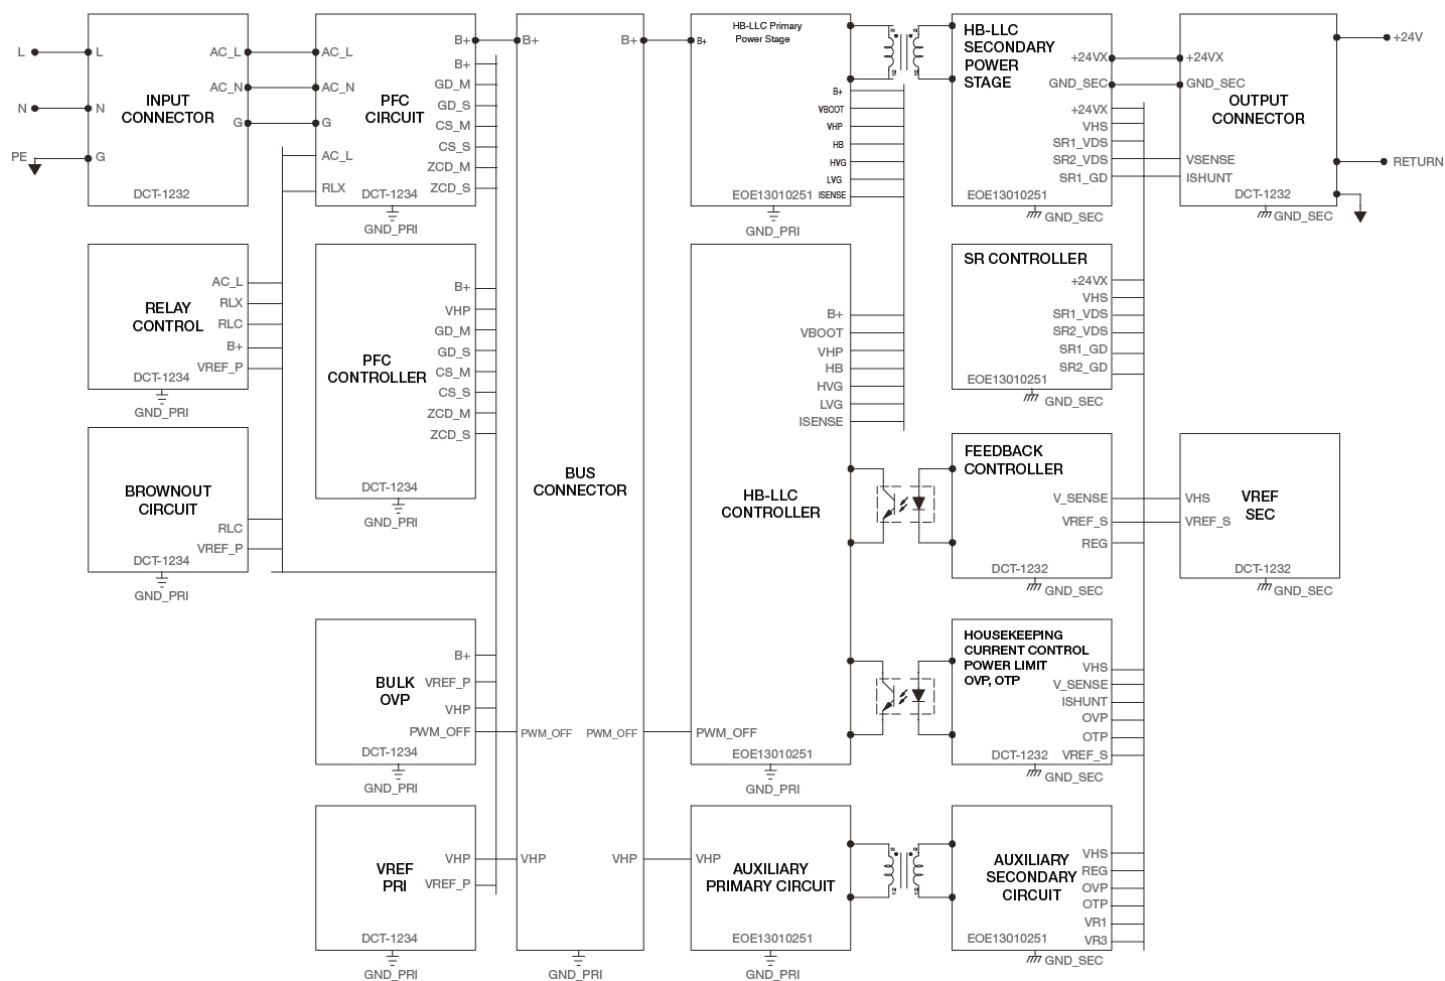 L
N
PE
L
N
G
AC_L
AC_N
G
INPUT
CONNECTOR
DCT-1232
AC_L
AC_N
G
AC_L
RLX
PFC
CIRCUIT
B+
B+
GD_M
GD_S
CS_M
CS_S
ZCD_M
ZCD_S
DCT-1234
GND_PRI
AC_L
RLX
RLC
B+
VREF_P
RELAY
CONTROL
DCT-1234
GND_PRI
BROWNOUT
CIRCUIT
RLC
VREF_P
DCT-1234
GND_PRI
PFC
CONTROLLER
B+
VHP
GD_M
GD_S
CS_M
CS_S
ZCD_M
ZCD_S
DCT-1234
GND_PRI
BULK
OVP
B+
VREF_P
VHP
PWM_OFF
DCT-1234
GND_PRI
VREF
PRI
VHP
VREF_P
DCT-1234
GND_PRI
B+
B+
BUS
CONNECTOR
PWM_OFF
PWM_OFF
VHP
VHP
GND_PRI
HB-LLC Primary
Power Stage
B+
B+
VBOOT
VHP
HB
HVG
LVG
ISENSE
EOE13010251
GND_PRI
HB-LLC
CONTROLLER
B+
VBOOT
VHP
HB
HVG
LVG
ISENSE
PWM_OFF
EOE13010251
GND_PRI
AUXILIARY
PRIMARY CIRCUIT
VHP
EOE13010251
GND_PRI
HB-LLC
SECONDARY
POWER
STAGE
+24VX
GND_SEC
+24VX
VHS
SR1_VDS
SR2_VDS
SR1_GD
EOE13010251
GND_SEC
SR CONTROLLER
+24VX
VHS
SR1_VDS
SR2_VDS
SR1_GD
SR2_GD
EOE13010251
GND_SEC
FEEDBACK
CONTROLLER
V_SENSE
VREF_S
REG
DCT-1232
GND_SEC
HOUSEKEEPING
CURRENT CONTROL
POWER LIMIT
OVP, OTP
VHS
V_SENSE
ISHUNT
OVP
OTP
VREF_S
DCT-1232
GND_SEC
AUXILIARY
SECONDARY
CIRCUIT
VHS
REG
OVP
OTP
VR1
VR3
EOE13010251
GND_SEC
+24VX
GND_SEC
OUTPUT
CONNECTOR
VSENSE
ISHUNT
DCT-1232
GND_SEC
+24V
RETURN
VHS
VREF_S
VREF
SEC
DCT-1232
GND_SEC